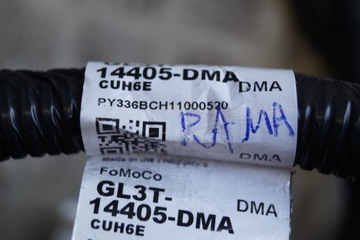 14405-DMA
CUH6E DMA
PY336BCH11000520
RAMA
DMA
FoMoCo
GL3T-
14405-DMA DMA
CUH6E